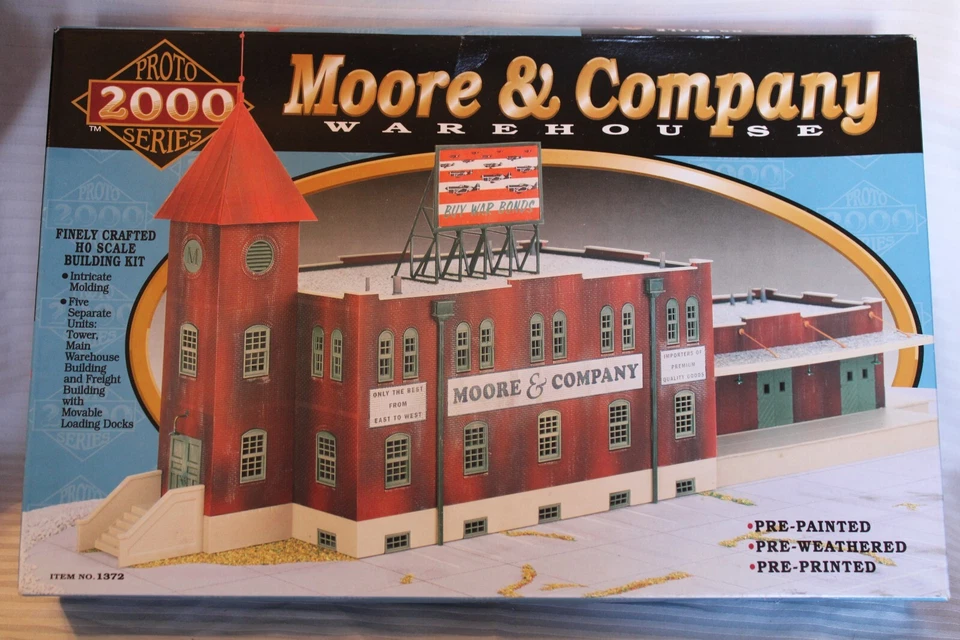 PROTO
2000
SERIES
TM
Moore & Company
WAREHOUSE
FINELY CRAFTED
HO SCALE
BUILDING KIT
• Intricate
Molding
• Five
Separate
Units:
Tower,
Main
Warehouse
Building
and Freight
Building
with
Movable
Loading Docks
BUY WAR BONDS
M
ONLY THE BEST
FROM
EAST TO WEST
MOORE & COMPANY
IMPORTERS OF
PREMIUM
QUALITY GOODS
•PRE-PAINTED
•PRE-WEATHERED
•PRE-PRINTED
ITEM NO. 1372